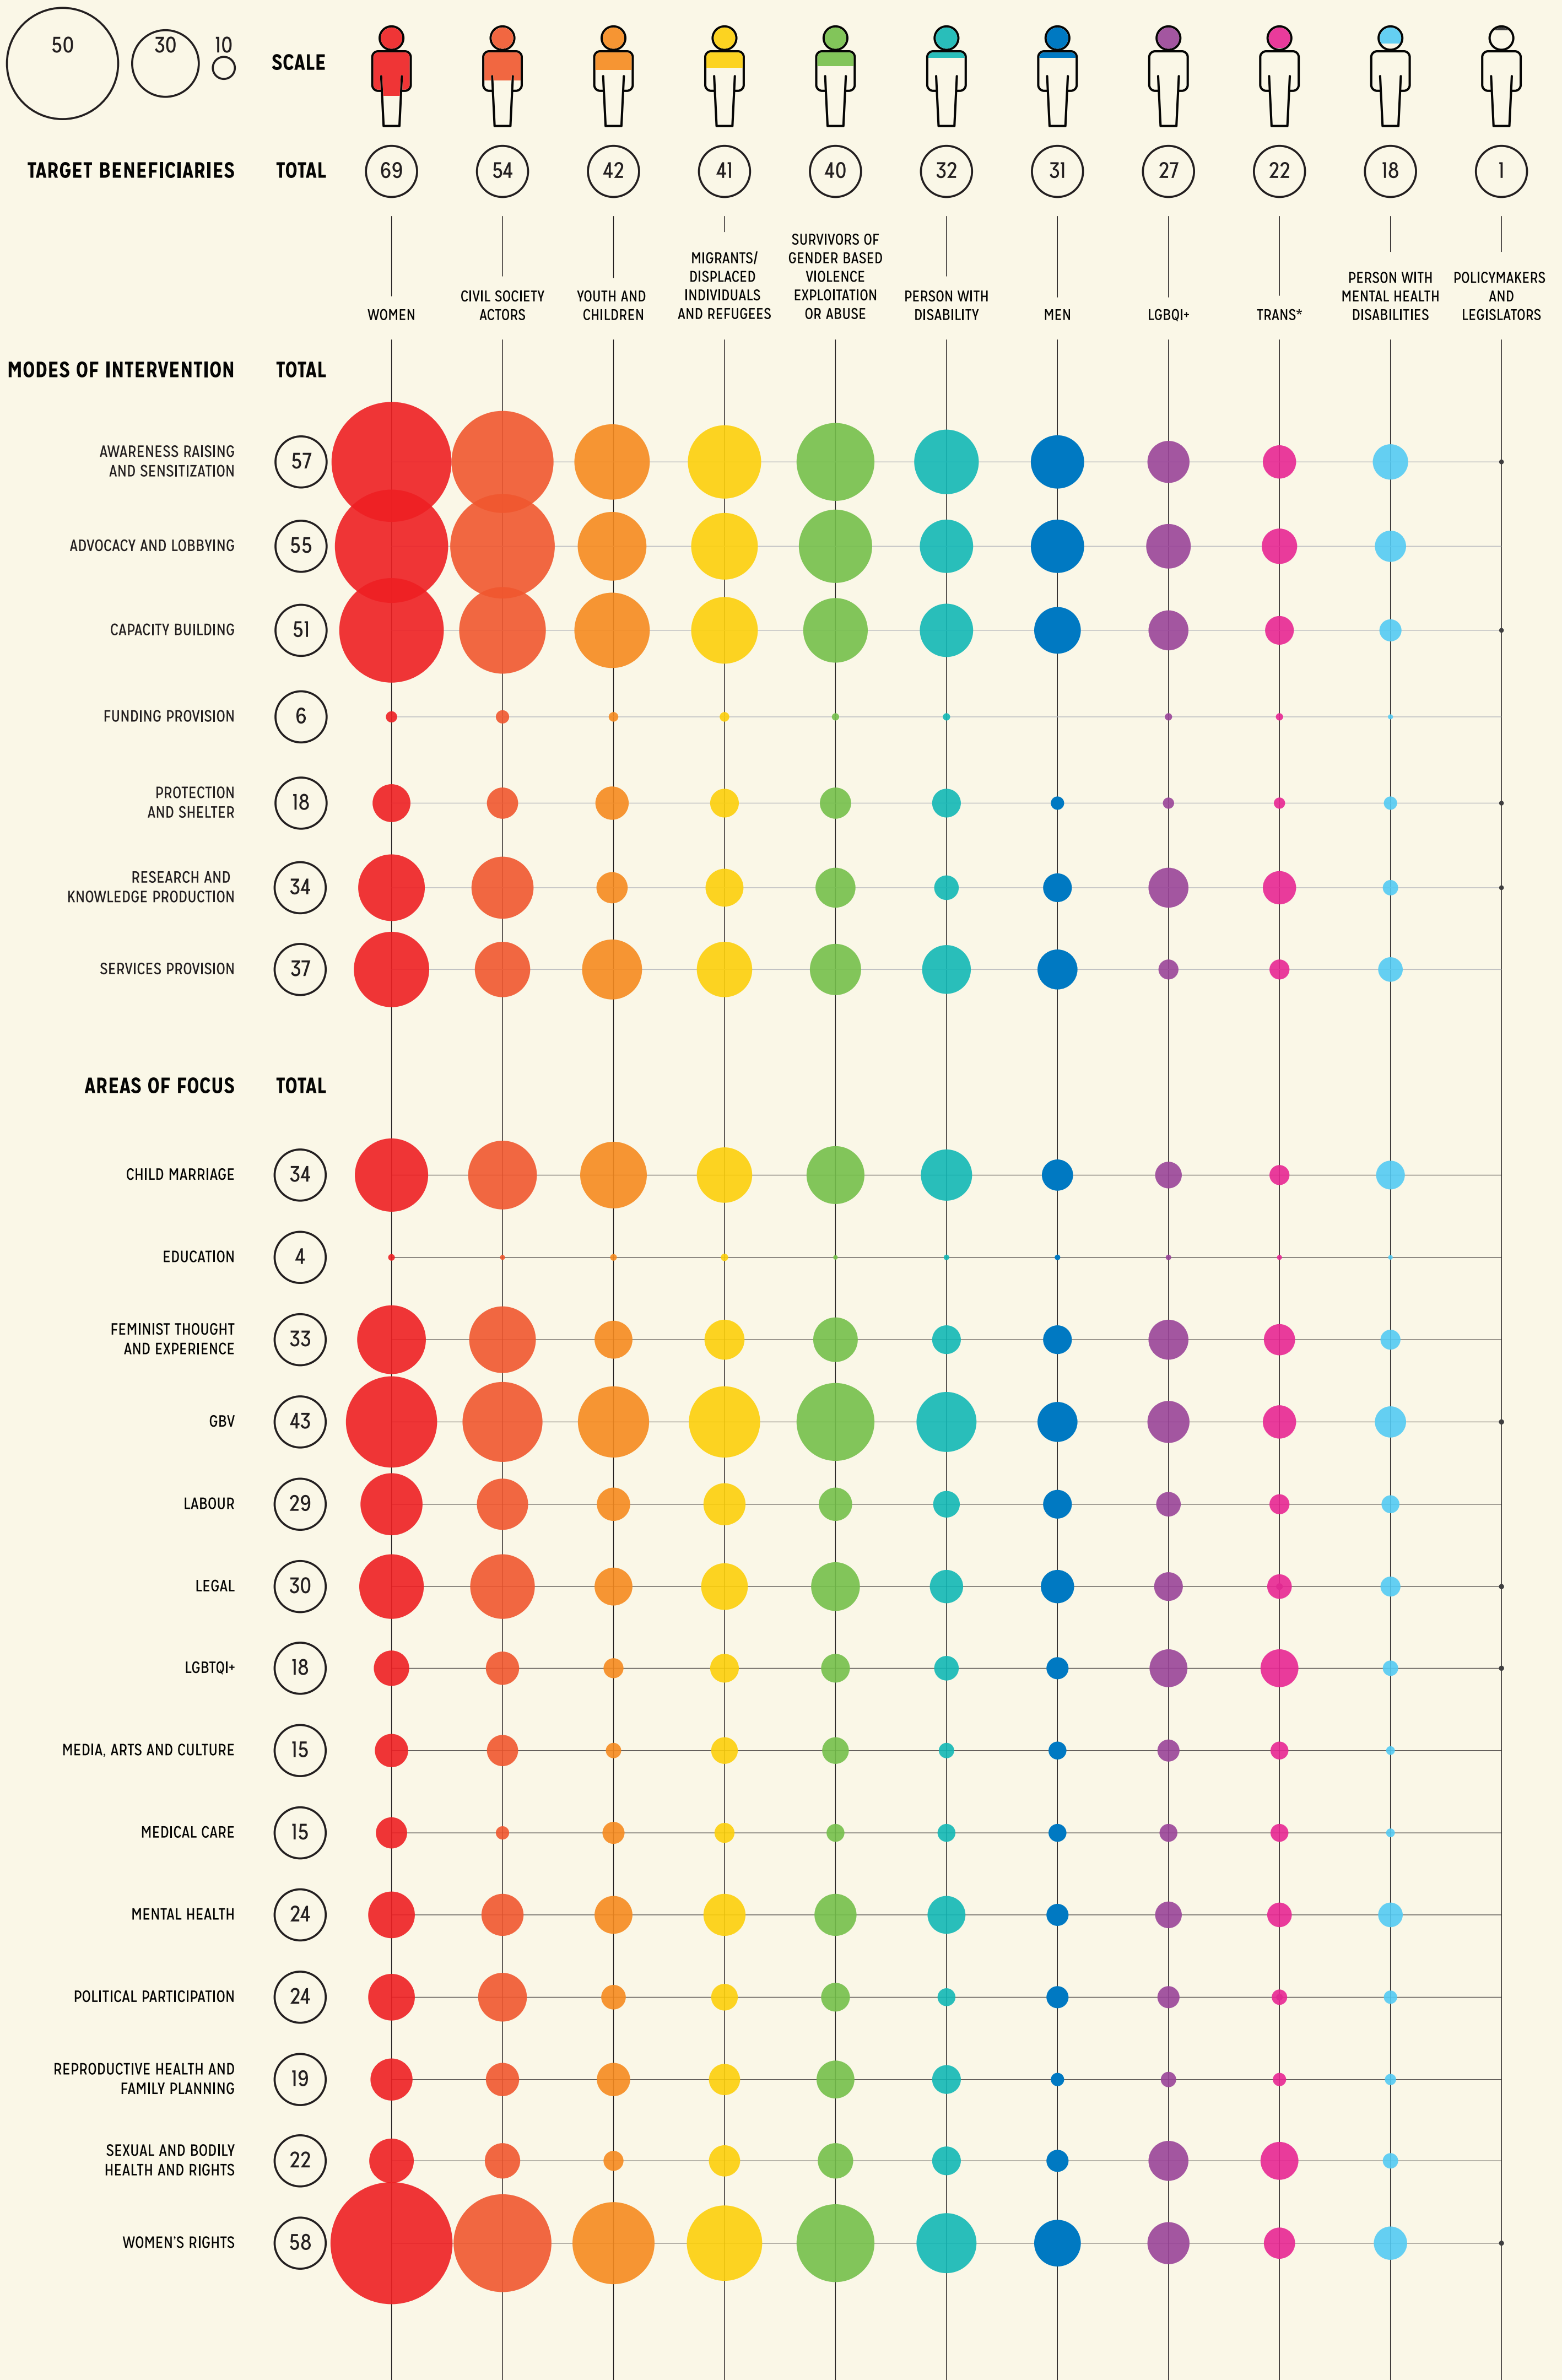 50
30
10
SCALE
TARGET BENEFICIARIES
TOTAL
69
54
42
41
40
32
31
27
22
18
1
WOMEN
CIVIL SOCIETY
ACTORS
YOUTH AND
CHILDREN
MIGRANTS/
DISPLACED
INDIVIDUALS
AND REFUGEES
SURVIVORS OF
GENDER BASED
VIOLENCE
EXPLOITATION
OR ABUSE
PERSON WITH
DISABILITY
MEN
LGBQI+
TRANS*
PERSON WITH
MENTAL HEALTH
DISABILITIES
POLICYMAKERS
AND
LEGISLATORS
MODES OF INTERVENTION
TOTAL
AWARENESS RAISING
AND SENSITIZATION
57
ADVOCACY AND LOBBYING
55
CAPACITY BUILDING
51
FUNDING PROVISION
6
PROTECTION
AND SHELTER
18
RESEARCH AND
KNOWLEDGE PRODUCTION
34
SERVICES PROVISION
37
AREAS OF FOCUS
TOTAL
CHILD MARRIAGE
34
EDUCATION
4
FEMINIST THOUGHT
AND EXPERIENCE
33
GBV
43
LABOUR
29
LEGAL
30
LGBTQI+
18
MEDIA, ARTS AND CULTURE
15
MEDICAL CARE
15
MENTAL HEALTH
24
POLITICAL PARTICIPATION
24
REPRODUCTIVE HEALTH AND
FAMILY PLANNING
19
SEXUAL AND BODILY
HEALTH AND RIGHTS
22
WOMEN'S RIGHTS
58